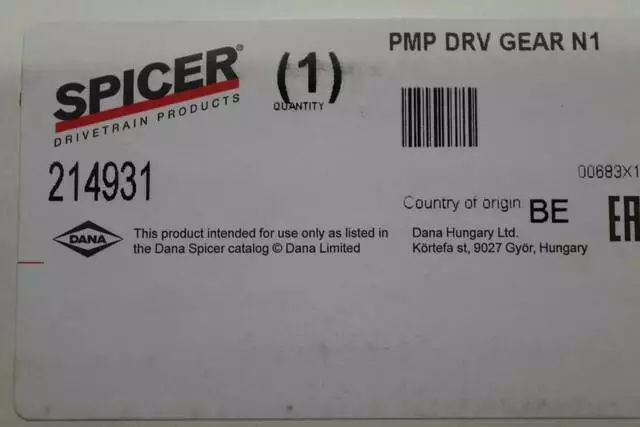 PMP DRV GEAR N1
SPICER®
DRIVETRAIN PRODUCTS
(1)
QUANTITY
214931
00683X1
Country of origin: BE
EAC
DANA
This product intended for use only as listed in
the Dana Spicer catalog © Dana Limited
Dana Hungary Ltd.
Körtefa st, 9027 Győr, Hungary